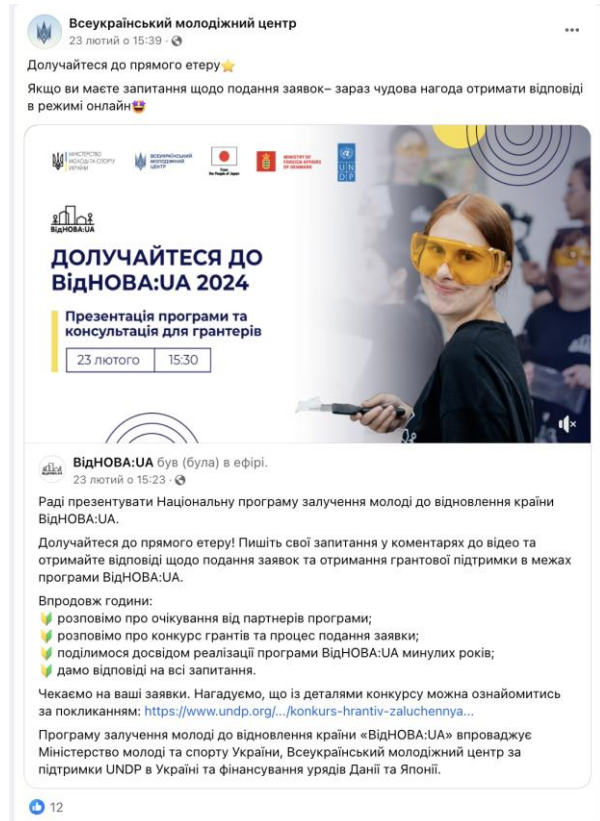 Всеукраїнський молодіжний центр
23 лютий о 15:39 ·
Долучайтеся до прямого етеру⭐
Якщо ви маєте запитання щодо подання заявок– зараз чудова нагода отримати відповіді
в режимі онлайн🤩
МІНІСТЕРСТВО
МОЛОДІ ТА СПОРТУ
УКРАЇНИ
ВСЕУКРАЇНСЬКИЙ
МОЛОДІЖНИЙ
ЦЕНТР
From
the People of Japan
MINISTRY OF
FOREIGN AFFAIRS
OF DENMARK
U N
D P
ВідНОВА:UA
ДОЛУЧАЙТЕСЯ ДО
ВідНОВА:UA 2024
Презентація програми та
консультація для грантерів
23 лютого 15:30
ВідНОВА:UA був (була) в ефірі.
23 лютий о 15:23 ·
Раді презентувати Національну програму залучення молоді до відновлення країни
ВідНОВА:UA.
Долучайтеся до прямого етеру! Пишіть свої запитання у коментарях до відео та
отримайте відповіді щодо подання заявок та отримання грантової підтримки в межах
програми ВідНОВА:UA.
Впродовж години:
🔰 розповімо про очікування від партнерів програми;
🔰 розповімо про конкурс грантів та процес подання заявки;
🔰 поділимося досвідом реалізації програми ВідНОВА:UA минулих років;
🔰 дамо відповіді на всі запитання.
Чекаємо на ваші заявки. Нагадуємо, що із деталями конкурсу можна ознайомитись
за покликанням: https://www.undp.org/.../konkurs-hrantiv-zaluchennya...
Програму залучення молоді до відновлення країни «ВідНОВА:UA» впроваджує
Міністерство молоді та спорту України, Всеукраїнський молодіжний центр за
підтримки UNDP в Україні та фінансування урядів Данії та Японії.
12